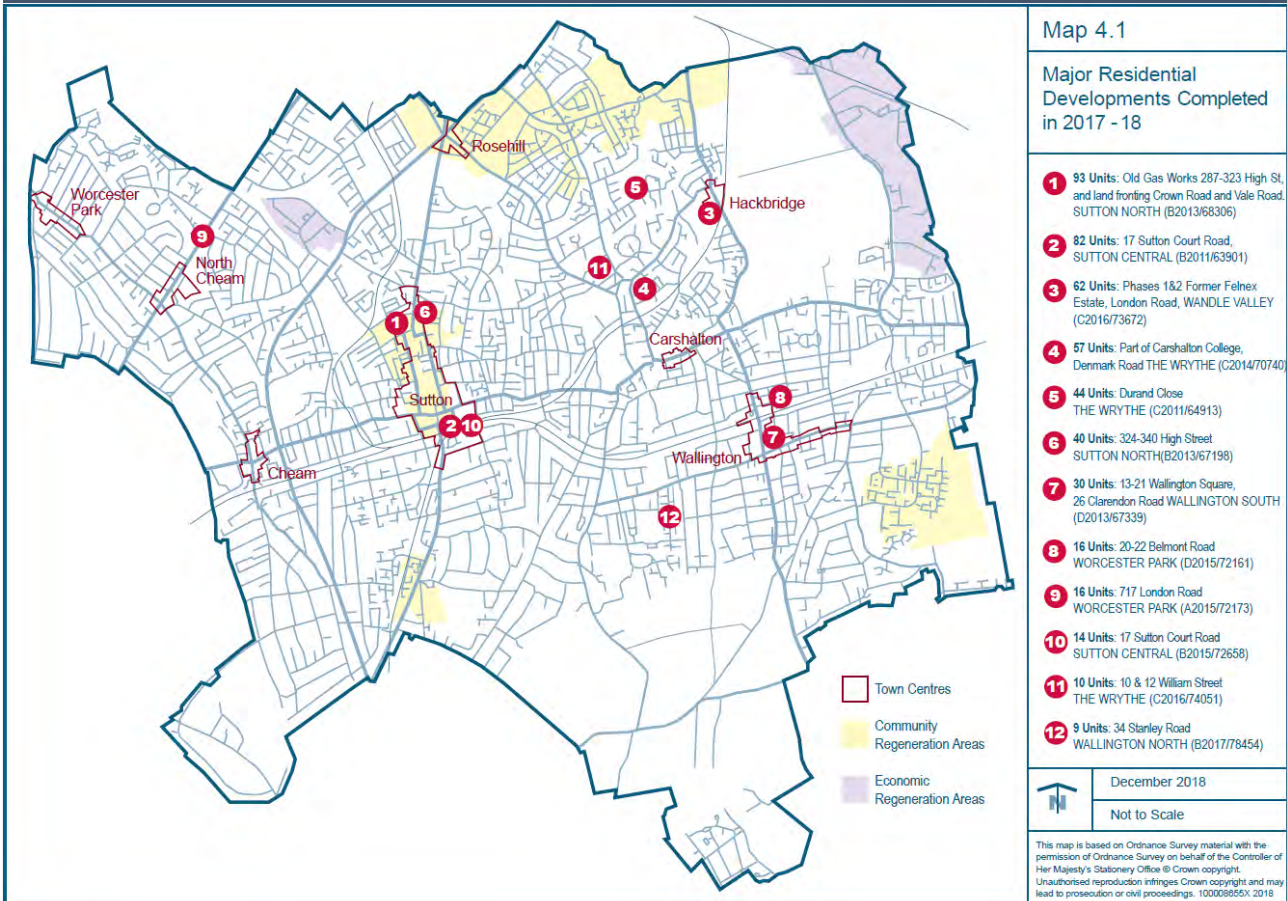 Map 4.1
Major Residential
Developments Completed
in 2017 - 18
1 93 Units: Old Gas Works 287-323 High St,
and land fronting Crown Road and Vale Road.
SUTTON NORTH (B2013/68306)
2 82 Units: 17 Sutton Court Road,
SUTTON CENTRAL (B2011/63901)
3 62 Units: Phases 1&2 Former Felnex
Estate, London Road, WANDLE VALLEY
(C2016/73672)
4 57 Units: Part of Carshalton College,
Denmark Road THE WRYTHE (C2014/70740)
5 44 Units: Durand Close
THE WRYTHE (C2011/64913)
6 40 Units: 324-340 High Street
SUTTON NORTH(B2013/67198)
7 30 Units: 13-21 Wallington Square,
26 Clarendon Road WALLINGTON SOUTH
(D2013/67339)
8 16 Units: 20-22 Belmont Road
WORCESTER PARK (D2015/72161)
9 16 Units: 717 London Road
WORCESTER PARK (A2015/72173)
10 14 Units: 17 Sutton Court Road
SUTTON CENTRAL (B2015/72658)
11 10 Units: 10 & 12 William Street
THE WRYTHE (C2016/74051)
12 9 Units: 34 Stanley Road
WALLINGTON NORTH (B2017/78454)
N
December 2018
Not to Scale
This map is based on Ordnance Survey material with the
permission of Ordnance Survey on behalf of the Controller of
Her Majesty's Stationery Office © Crown copyright.
Unauthorised reproduction infringes Crown copyright and may
lead to prosecution or civil proceedings. 100008655X 2018
Rosehill
5
Worcester
Park
Hackbridge
3
9
North
Cheam
11
4
1
6
Carshalton
8
Sutton
2
10
7
Wallington
Cheam
12
Town Centres
Community
Regeneration Areas
Economic
Regeneration Areas